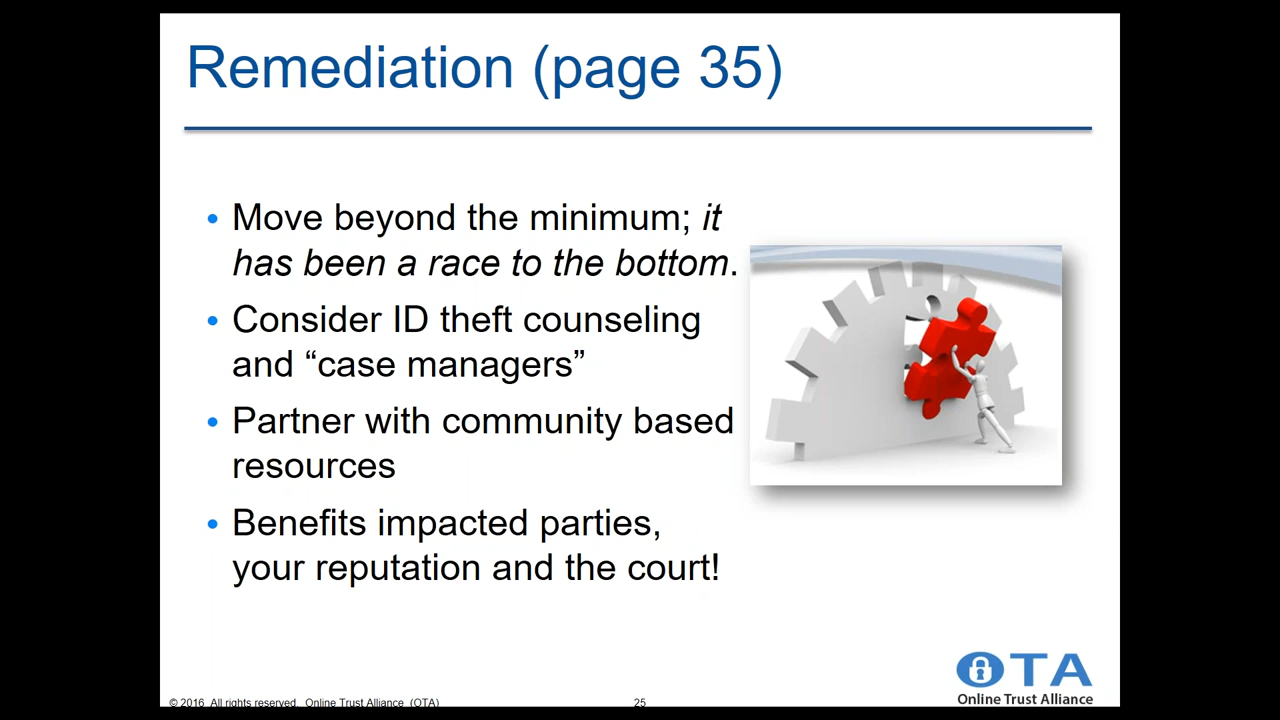 Remediation (page 35)
• Move beyond the minimum; it
has been a race to the bottom.
• Consider ID theft counseling
and “case managers”
• Partner with community based
resources
• Benefits impacted parties,
your reputation and the court!
© 2016 All rights reserved. Online Trust Alliance (OTA)
25
OTA
Online Trust Alliance